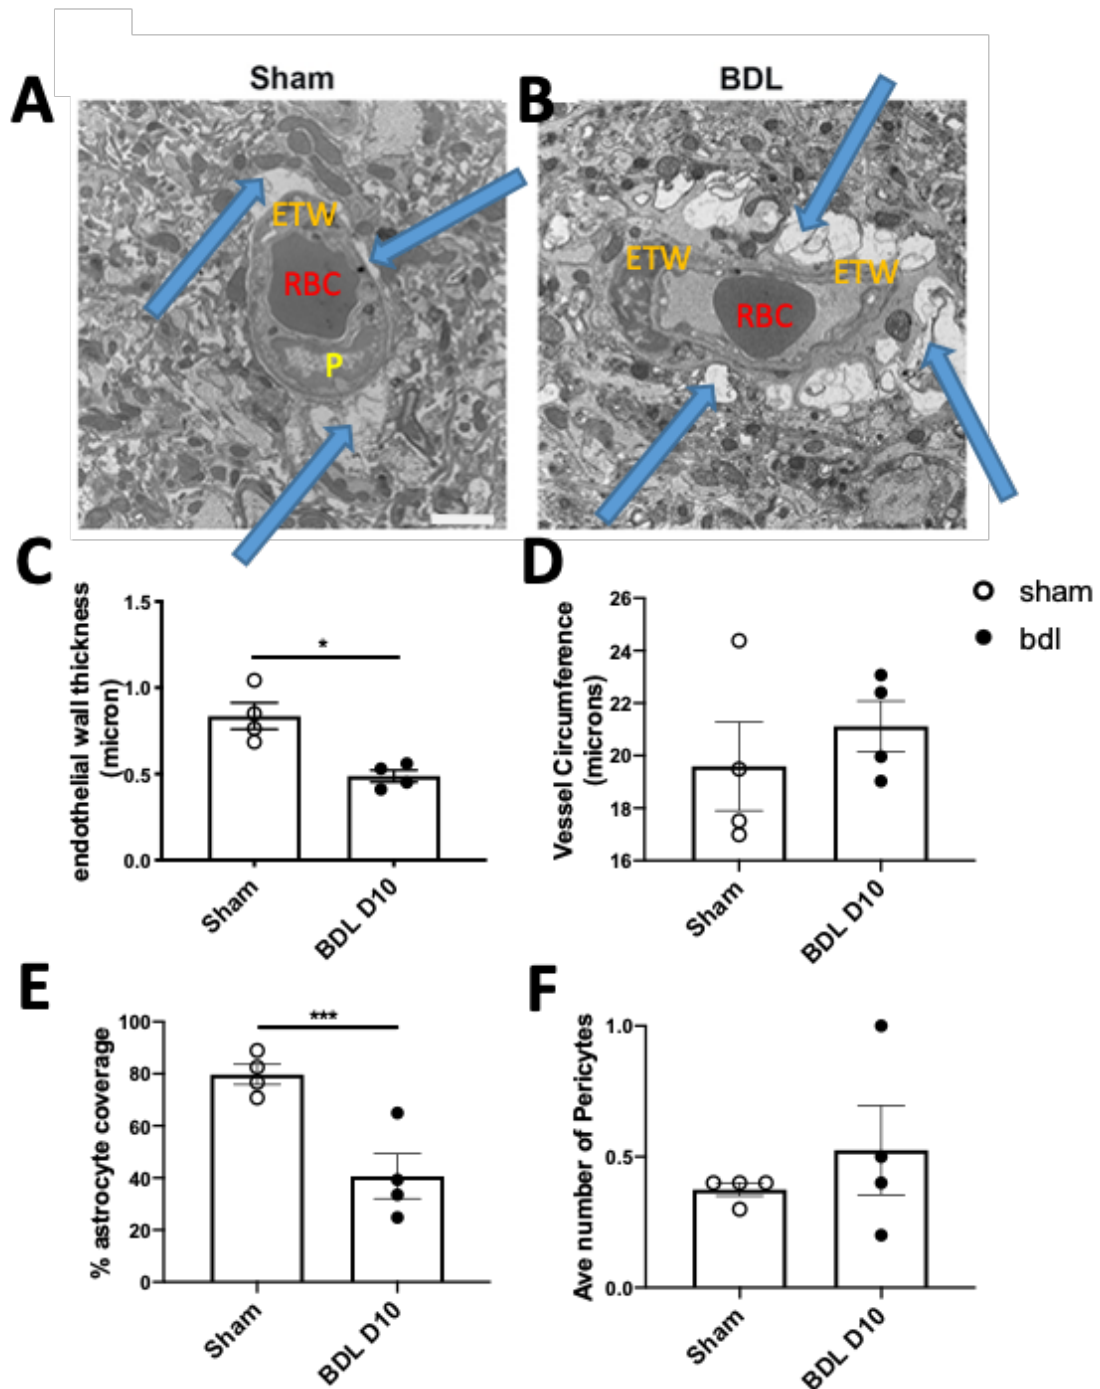 A
Sham
B
BDL
ETW
RBC
P
ETW
ETW
RBC
C
endothelial wall thickness
(micron)
1.5
1.0
0.5
0.0
*
Sham
BDL D10
D
Vessel Circumference
(microns)
26
24
22
20
18
16
Sham
BDL D10
sham
bdl
E
% astrocyte coverage
100
80
60
40
20
0
***
Sham
BDL D10
F
Ave number of Pericytes
1.0
0.5
0.0
Sham
BDL D10